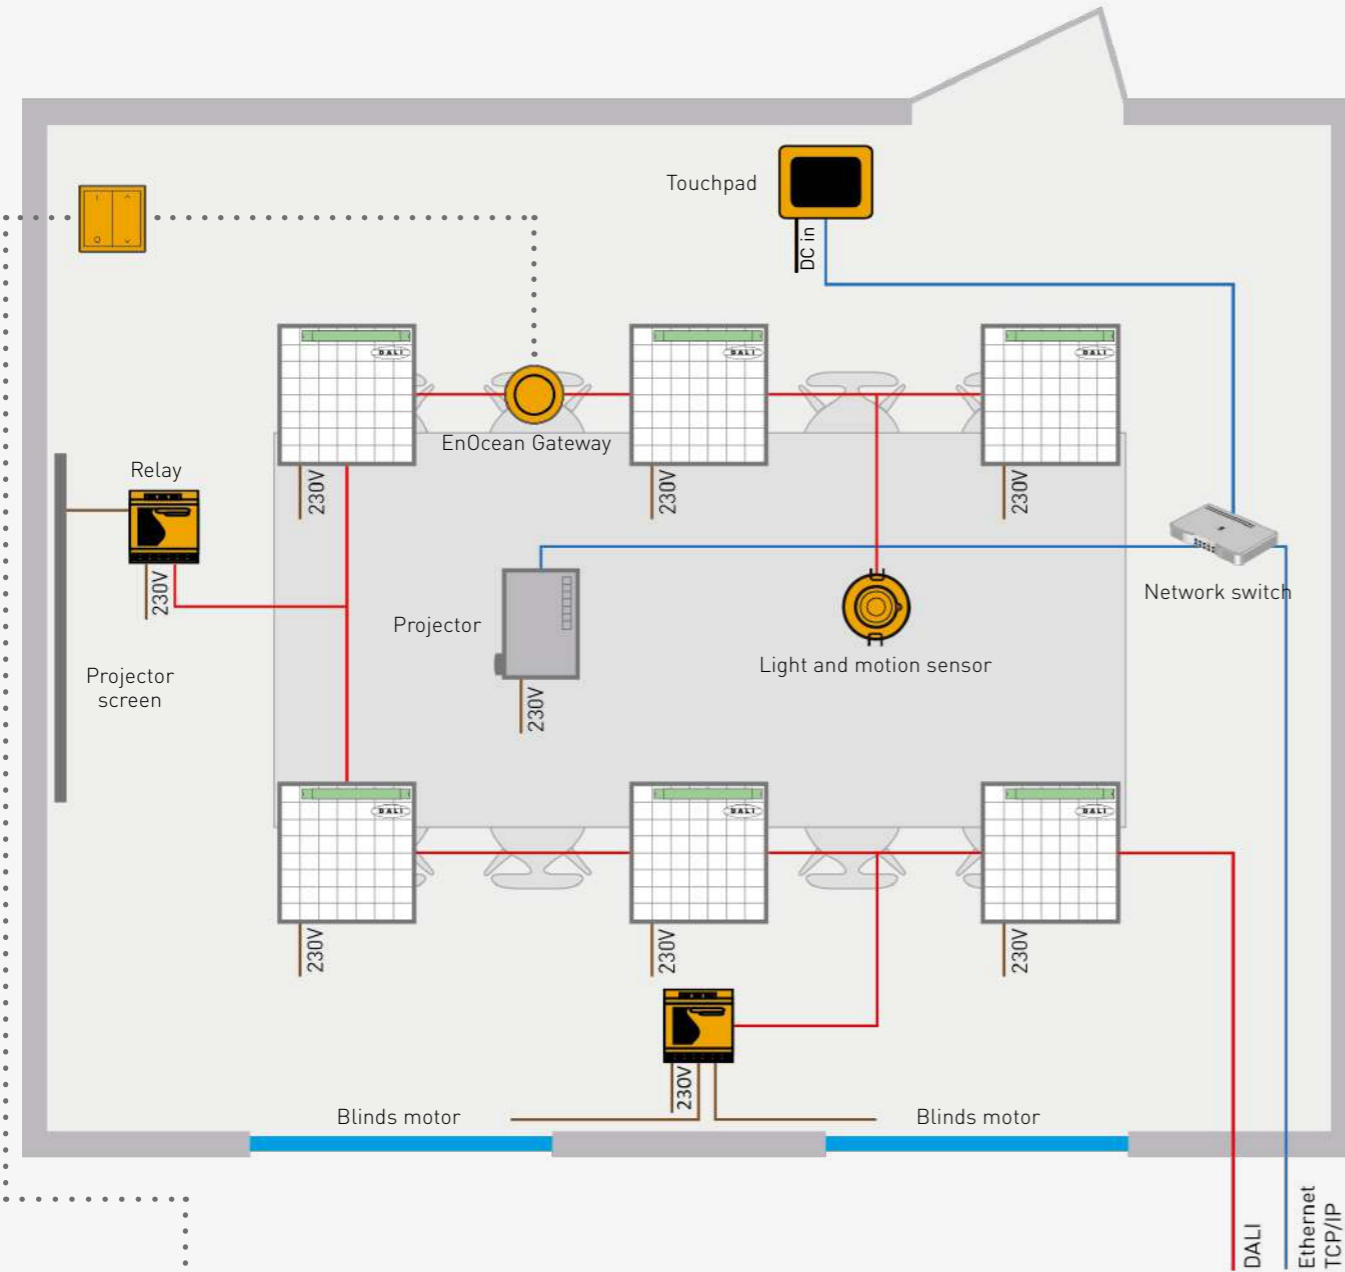 Touchpad
DC in
I
O
DALI
DALI
DALI
EnOcean Gateway
Relay
230V
230V
230V
230V
Network switch
Projector
Light and motion sensor
Projector
screen
230V
DALI
DALI
DALI
230V
230V
230V
230V
Blinds motor
Blinds motor
DALI
Ethernet
TCP/IP